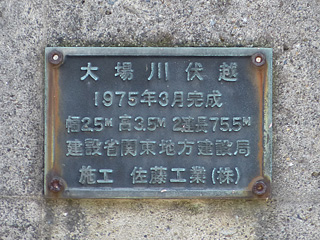 大場川伏越
1975年3月完成
幅2.5M 高3.5M 2連長75.5M
建設省関東地方建設局
施工 佐藤工業(株)